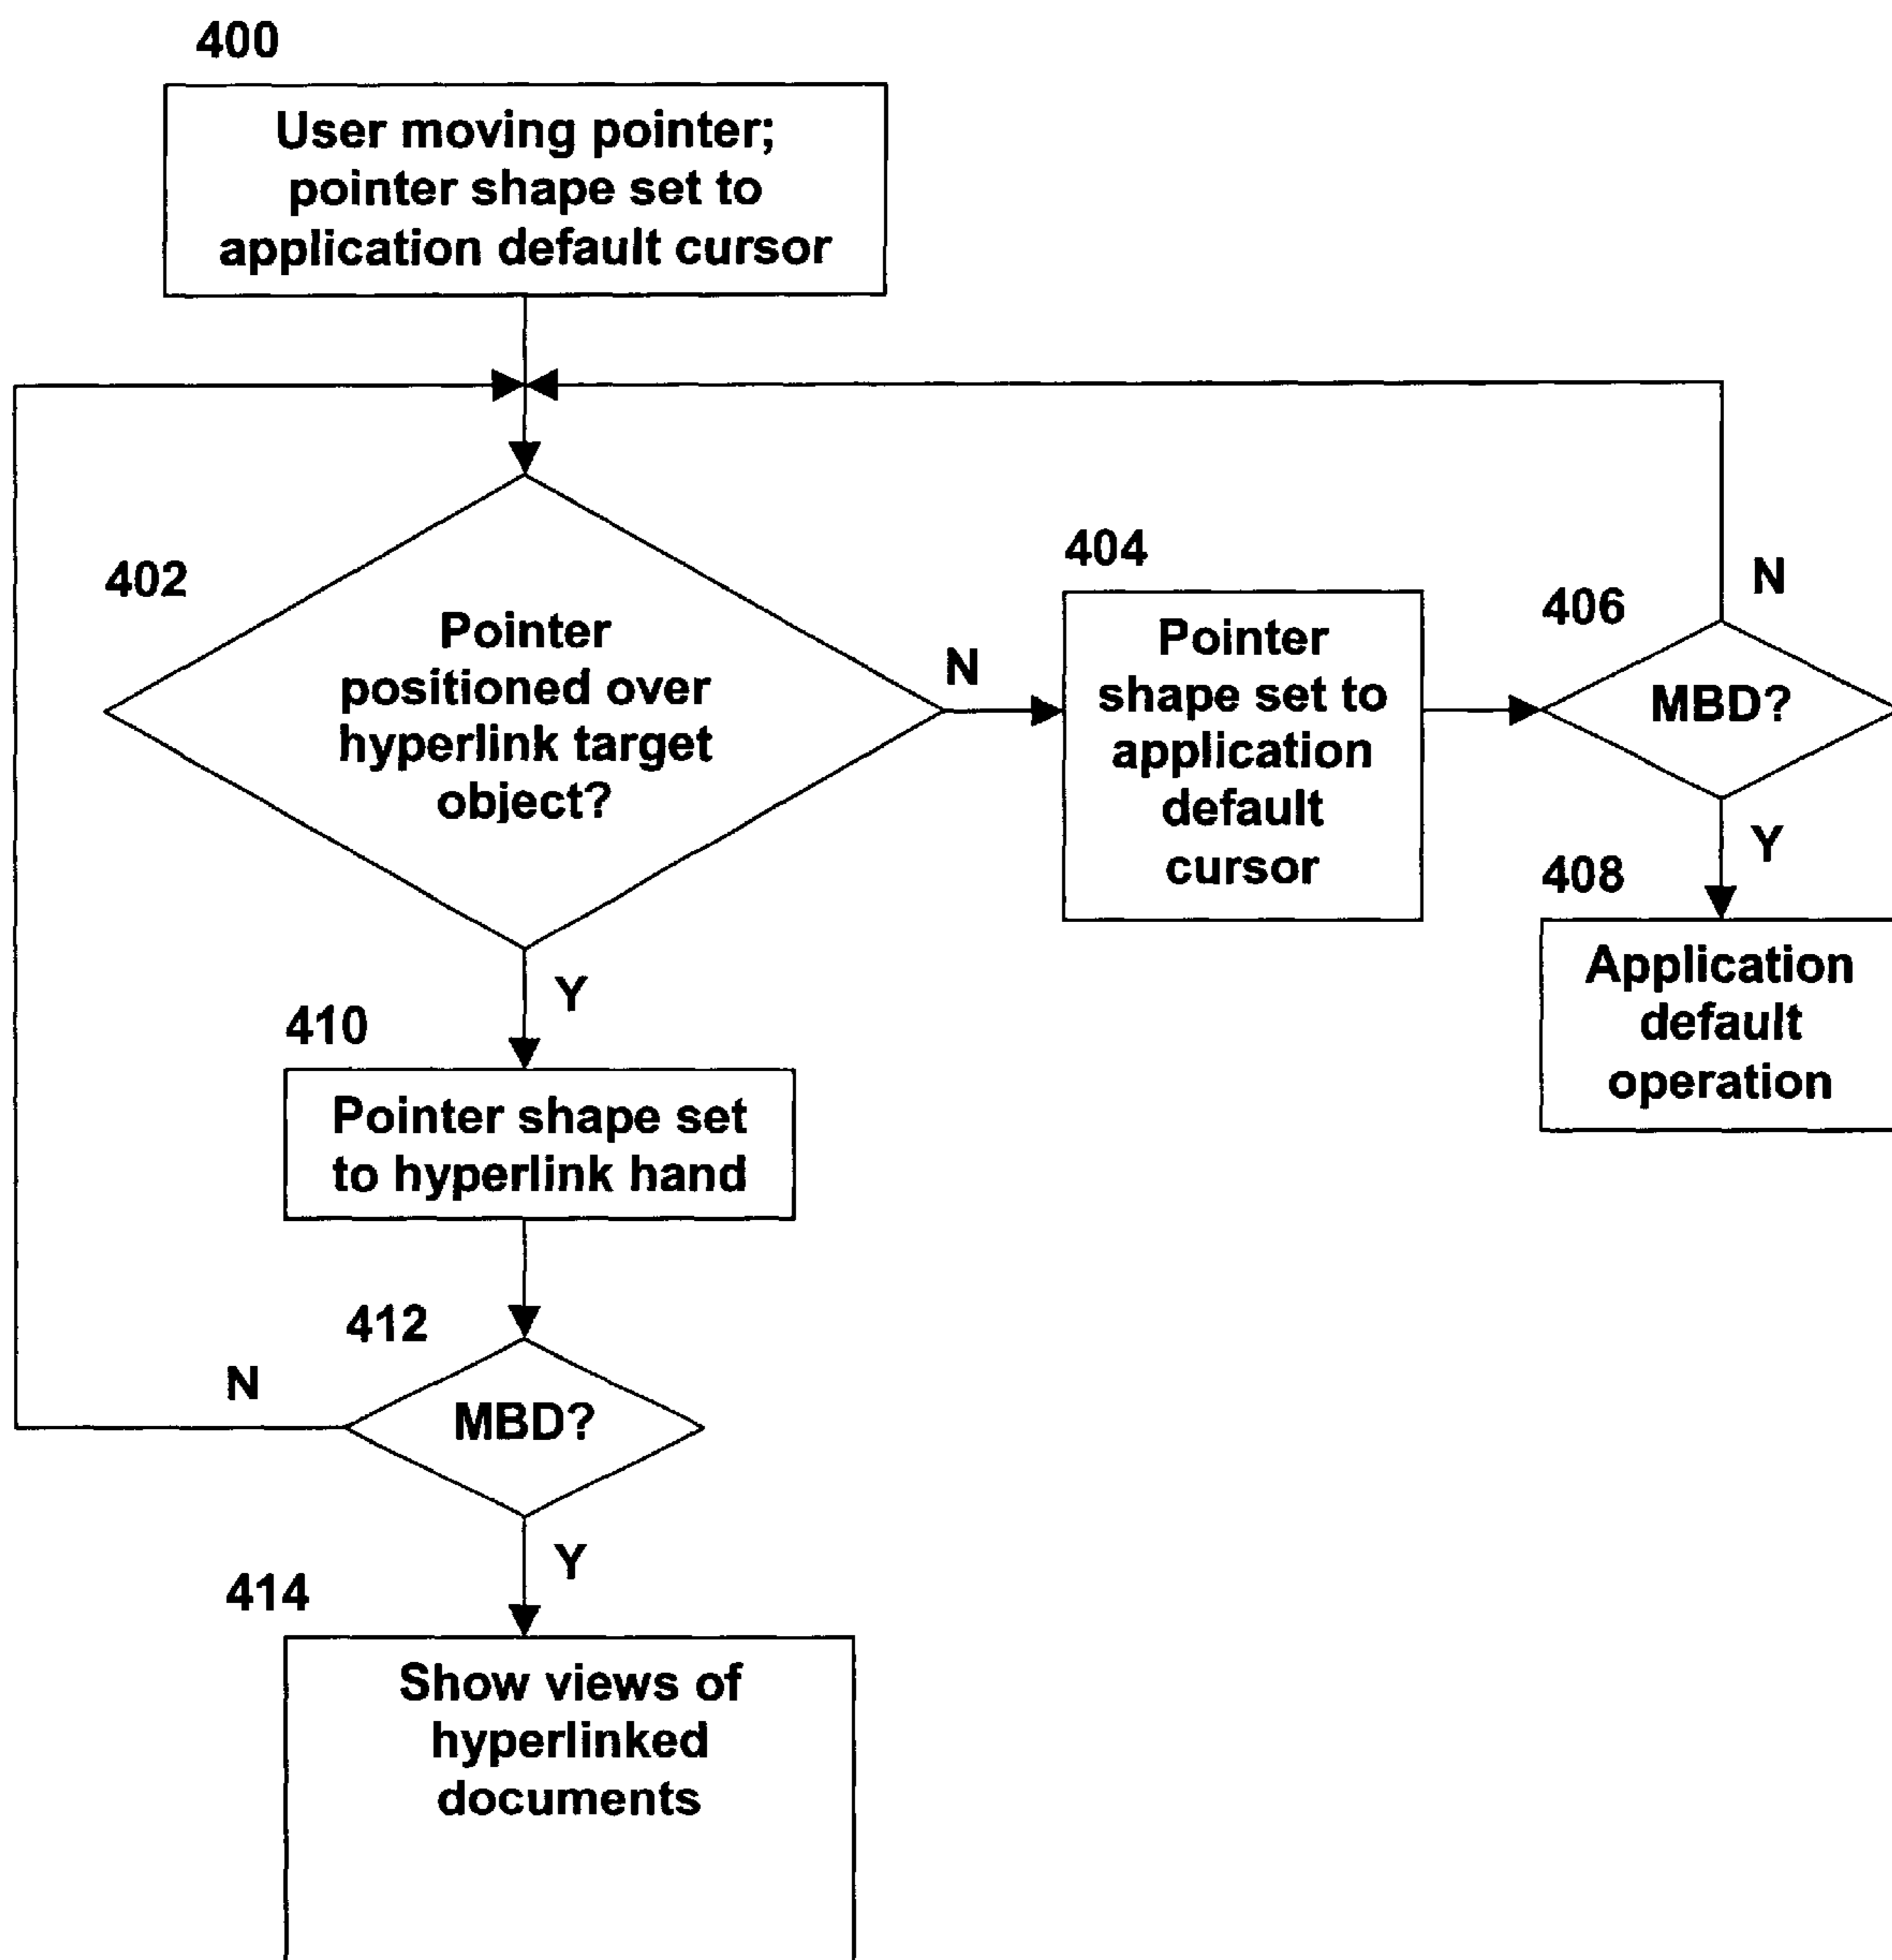 400
User moving pointer;
pointer shape set to
application default cursor
402
Pointer
positioned over
hyperlink target
object?
N
404
Pointer
shape set to
application
default
cursor
406
MBD?
N
Y
408
Application
default
operation
Y
410
Pointer shape set
to hyperlink hand
412
MBD?
N
Y
414
Show views of
hyperlinked
documents